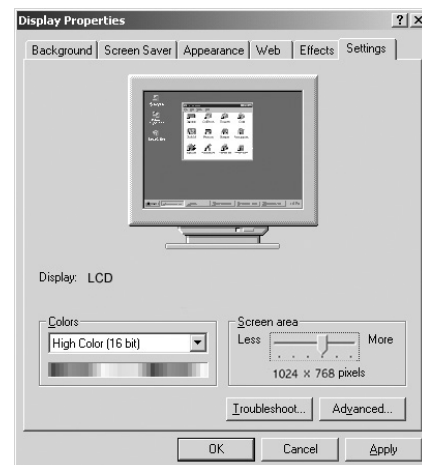 Display Properties ? X
Background Screen Saver Appearance Web Effects Settings
Display: LCD
Colors
High Color (16 bit)
Screen area
Less More
1024 × 768 pixels
Troubleshoot... Advanced...
OK Cancel Apply